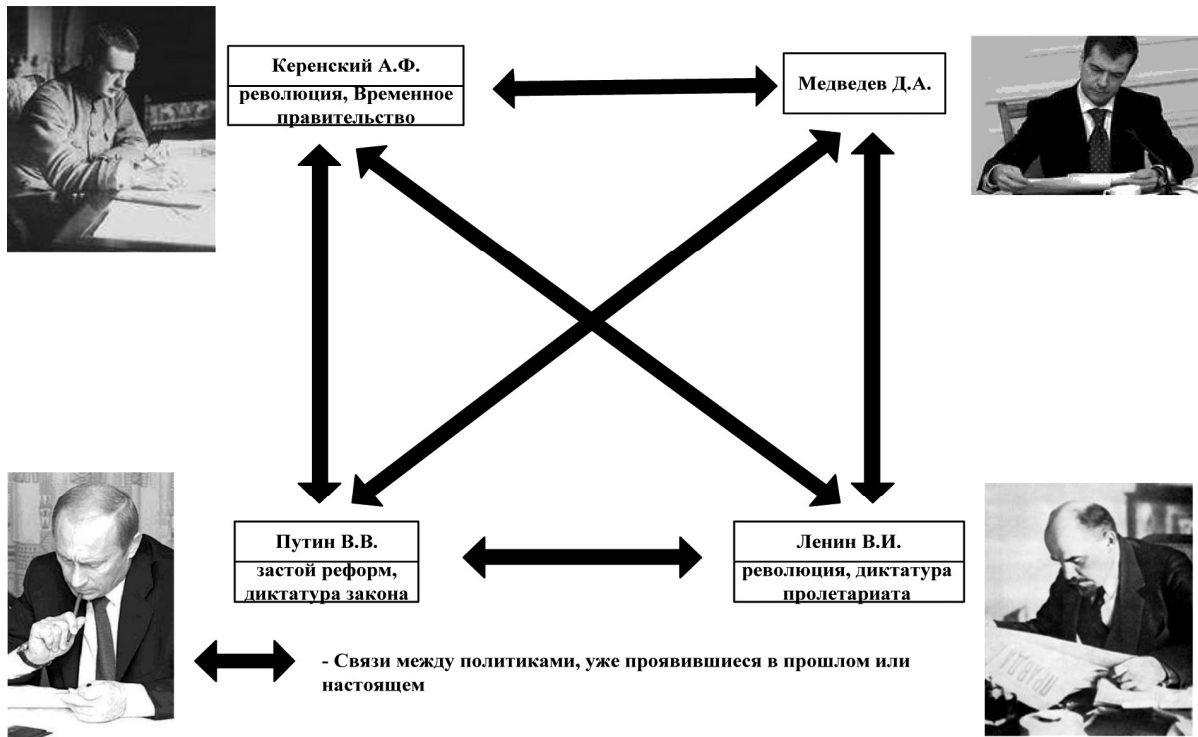 Керенский А.Ф.
революция, Временное
правительство
Медведев Д.А.
Путин В.В.
застой реформ,
диктатура закона
Ленин В.И.
революция, диктатура
пролетариата
- Связи между политиками, уже проявившиеся в прошлом или
настоящем
ПРАВДА